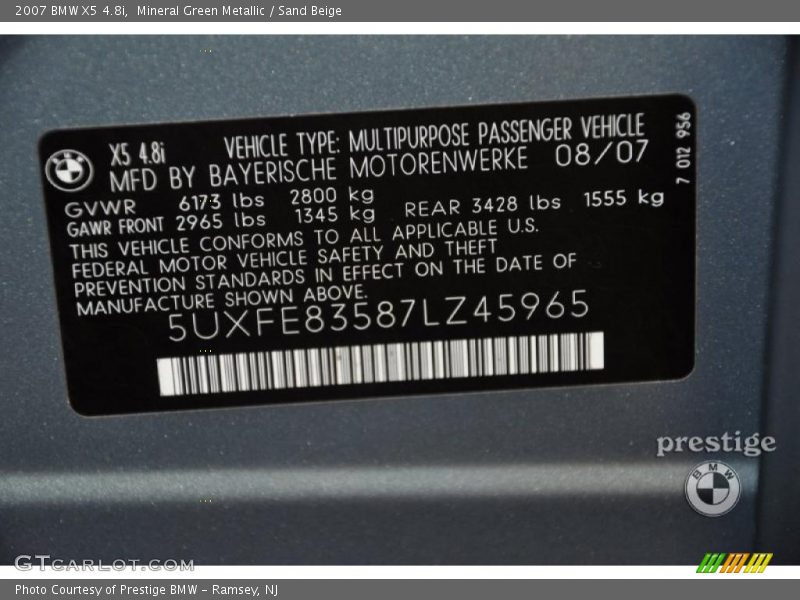 2007 BMW X5 4.8i, Mineral Green Metallic / Sand Beige
X5 4.8i VEHICLE TYPE: MULTIPURPOSE PASSENGER VEHICLE
MFD BY BAYERISCHE MOTORENWERKE 08/07
GVWR 6173 lbs 2800 kg
GAWR FRONT 2965 lbs 1345 kg REAR 3428 lbs 1555 kg
THIS VEHICLE CONFORMS TO ALL APPLICABLE U.S.
FEDERAL MOTOR VEHICLE SAFETY AND THEFT
PREVENTION STANDARDS IN EFFECT ON THE DATE OF
MANUFACTURE SHOWN ABOVE.
5UXFE83587LZ45965
7 012 956
prestige
BMW
GTCARLOT.COM
Photo Courtesy of Prestige BMW - Ramsey, NJ